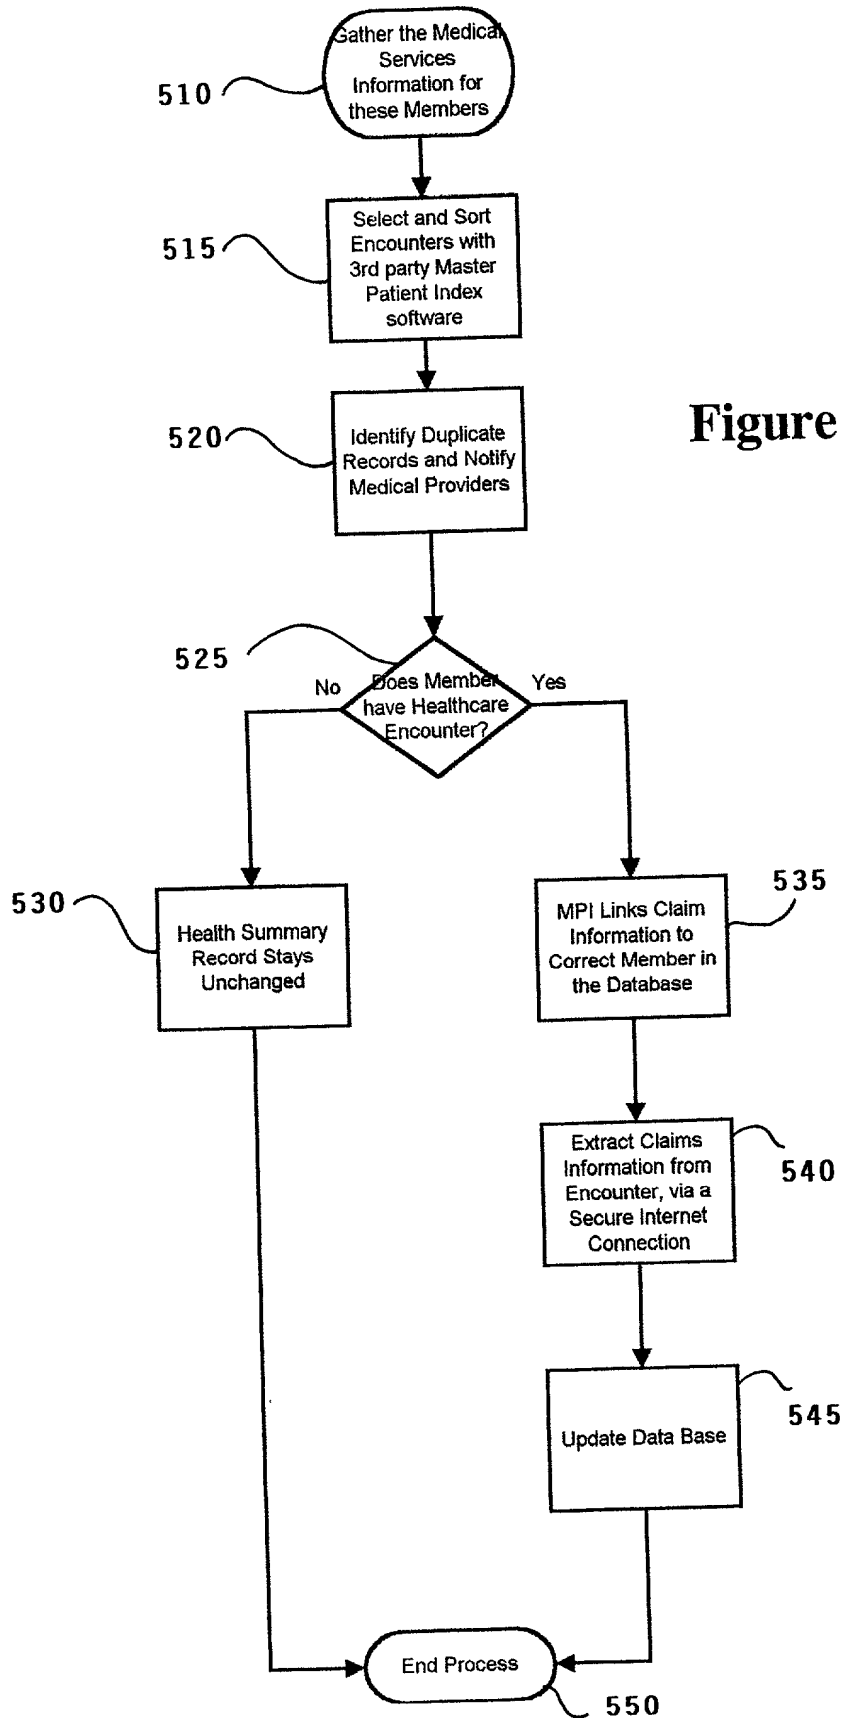 Gather the Medical
Services
Information for
these Members
510
Select and Sort
Encounters with
3rd party Master
Patient Index
software
515
Identify Duplicate
Records and Notify
Medical Providers
520
Figure
525
No
Does Member
have Healthcare
Encounter?
Yes
530
Health Summary
Record Stays
Unchanged
535
MPI Links Claim
Information to
Correct Member in
the Database
Extract Claims
Information from
Encounter, via a
Secure Internet
Connection
540
Update Data Base
545
End Process
550